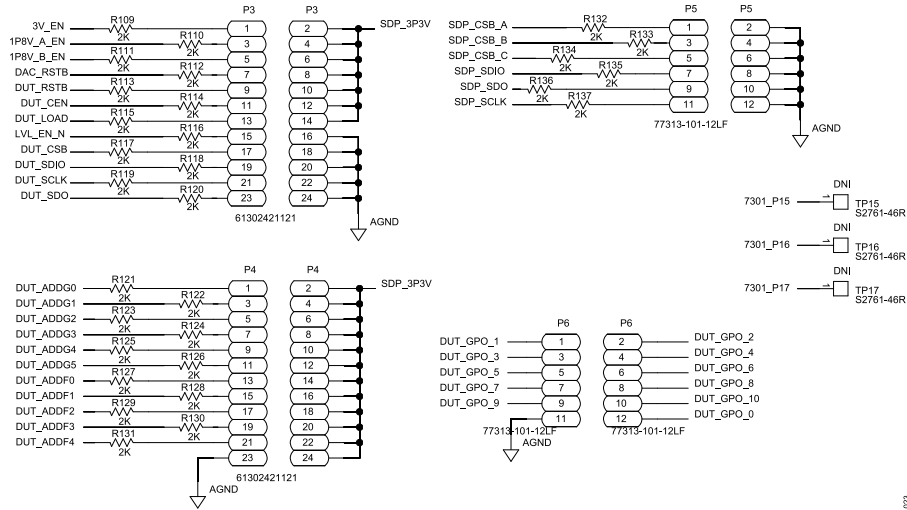 P3
P3
3V_EN R109 2K 1 2 SDP_3P3V
1P8V_A_EN R110 2K 3 4
1P8V_B_EN R111 2K 5 6
DAC_RSTB R112 2K 7 8
DUT_RSTB R113 2K 9 10
DUT_CEN R114 2K 11 12
DUT_LOAD R115 2K 13 14
LVL_EN_N R116 2K 15 16
DUT_CSB R117 2K 17 18
DUT_SDIO R118 2K 19 20
DUT_SCLK R119 2K 21 22
DUT_SDO R120 2K 23 24
61302421121
AGND
P5
P5
SDP_CSB_A R132 2K 1 2
SDP_CSB_B R133 2K 3 4
SDP_CSB_C R134 2K 5 6
SDP_SDIO R135 2K 7 8
SDP_SDO R136 2K 9 10
SDP_SCLK R137 2K 11 12
77313-101-12LF
AGND
DNI
7301_P15 1 TP15
S2761-46R
DNI
7301_P16 1 TP16
S2761-46R
DNI
7301_P17 1 TP17
S2761-46R
P4
P4
DUT_ADDG0 R121 2K 1 2 SDP_3P3V
DUT_ADDG1 R122 2K 3 4
DUT_ADDG2 R123 2K 5 6
DUT_ADDG3 R124 2K 7 8
DUT_ADDG4 R125 2K 9 10
DUT_ADDG5 R126 2K 11 12
DUT_ADDF0 R127 2K 13 14
DUT_ADDF1 R128 2K 15 16
DUT_ADDF2 R129 2K 17 18
DUT_ADDF3 R130 2K 19 20
DUT_ADDF4 R131 2K 21 22
23 24
61302421121
AGND
P6
P6
DUT_GPO_1 1 2 DUT_GPO_2
DUT_GPO_3 3 4 DUT_GPO_4
DUT_GPO_5 5 6 DUT_GPO_6
DUT_GPO_7 7 8 DUT_GPO_8
DUT_GPO_9 9 10 DUT_GPO_10
11 12 DUT_GPO_0
77313-101-12LF
77313-101-12LF
AGND